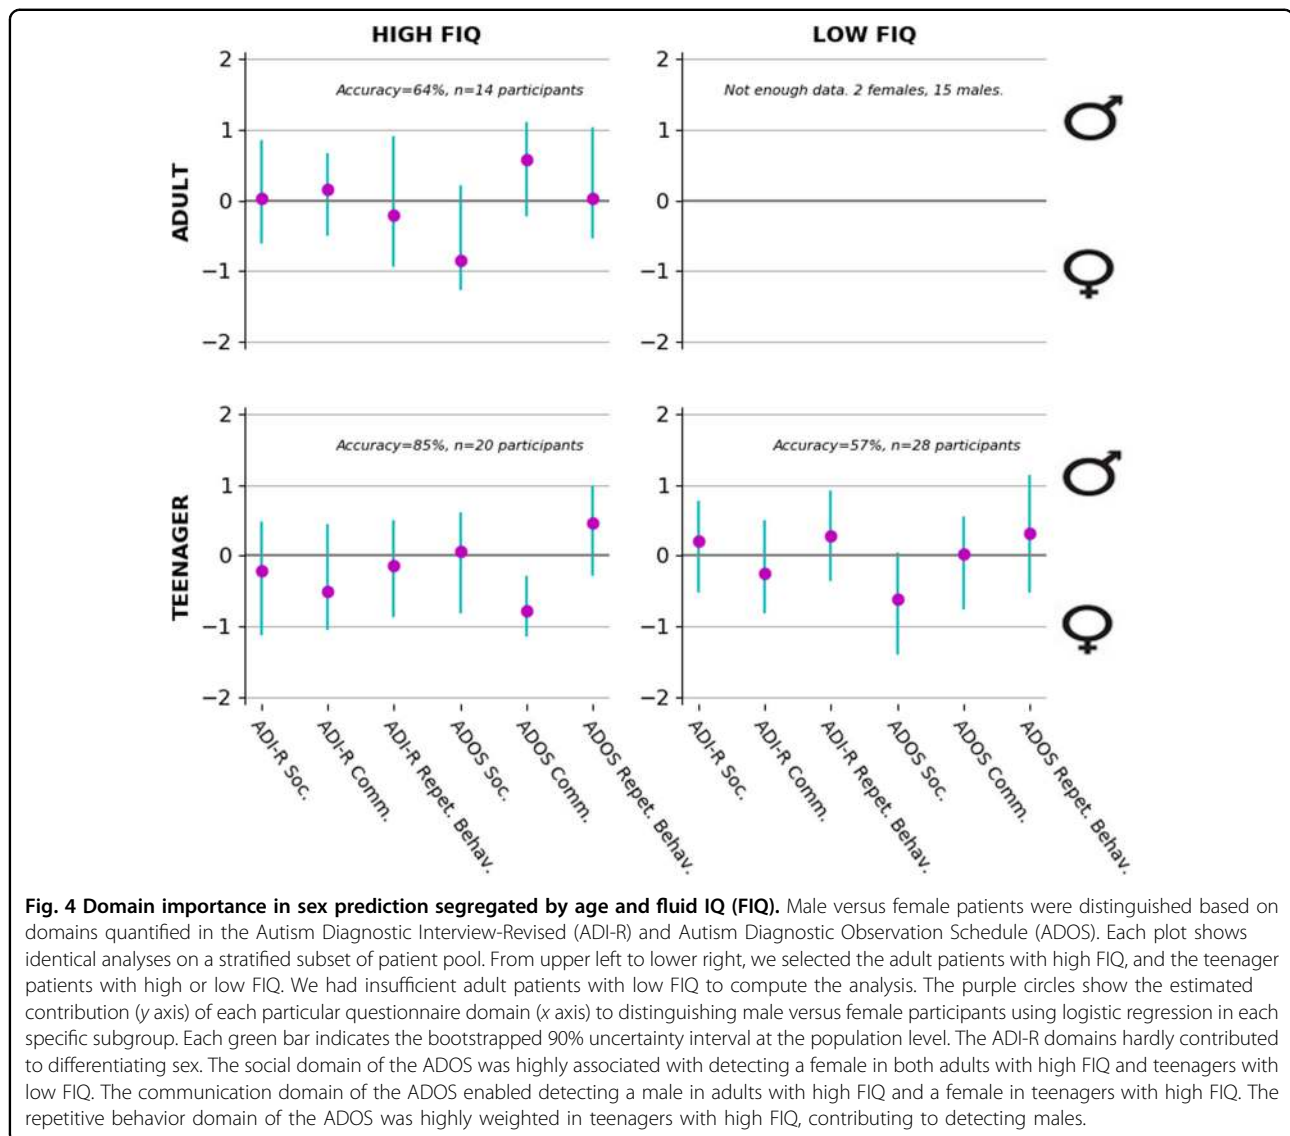 HIGH FIQ
LOW FIQ
ADULT
2
1
0
−1
−2
Accuracy=64%, n=14 participants
2
1
0
−1
−2
Not enough data. 2 females, 15 males.
♂
♀
TEENAGER
2
1
0
−1
−2
Accuracy=85%, n=20 participants
2
1
0
−1
−2
Accuracy=57%, n=28 participants
♂
♀
ADI-R Soc.
ADI-R Comm.
ADI-R Repet. Behav.
ADOS Soc.
ADOS Comm.
ADOS Repet. Behav.
ADI-R Soc.
ADI-R Comm.
ADI-R Repet. Behav.
ADOS Soc.
ADOS Comm.
ADOS Repet. Behav.
Fig. 4 Domain importance in sex prediction segregated by age and fluid IQ (FIQ). Male versus female patients were distinguished based on
domains quantified in the Autism Diagnostic Interview-Revised (ADI-R) and Autism Diagnostic Observation Schedule (ADOS). Each plot shows
identical analyses on a stratified subset of patient pool. From upper left to lower right, we selected the adult patients with high FIQ, and the teenager
patients with high or low FIQ. We had insufficient adult patients with low FIQ to compute the analysis. The purple circles show the estimated
contribution (y axis) of each particular questionnaire domain (x axis) to distinguishing male versus female participants using logistic regression in each
specific subgroup. Each green bar indicates the bootstrapped 90% uncertainty interval at the population level. The ADI-R domains hardly contributed
to differentiating sex. The social domain of the ADOS was highly associated with detecting a female in both adults with high FIQ and teenagers with
low FIQ. The communication domain of the ADOS enabled detecting a male in adults with high FIQ and a female in teenagers with high FIQ. The
repetitive behavior domain of the ADOS was highly weighted in teenagers with high FIQ, contributing to detecting males.